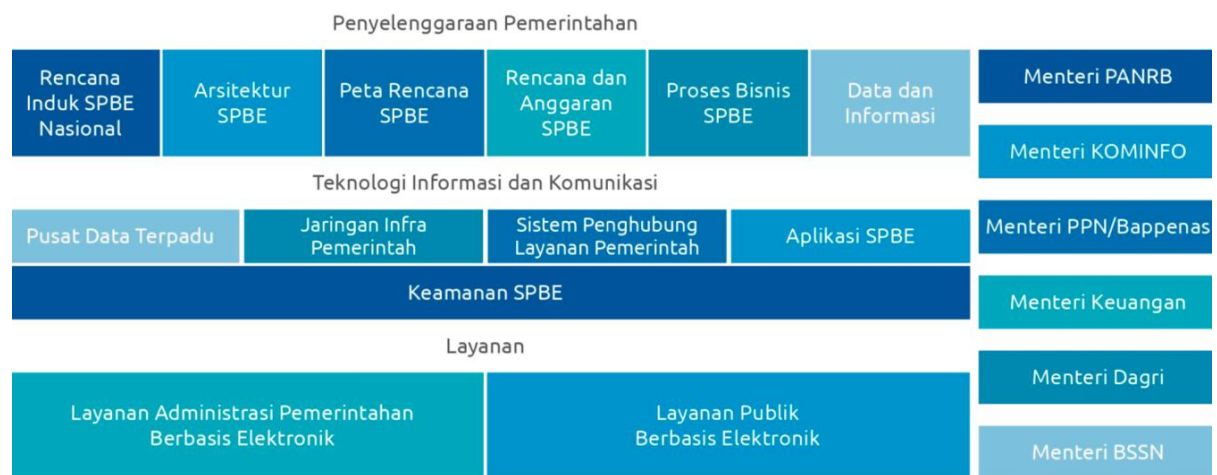 Penyelenggaraan Pemerintahan
Rencana
Induk SPBE
Nasional
Arsitektur
SPBE
Peta Rencana
SPBE
Rencana dan
Anggaran
SPBE
Proses Bisnis
SPBE
Data dan
Informasi
Teknologi Informasi dan Komunikasi
Pusat Data Terpadu
Jaringan Infra
Pemerintah
Sistem Penghubung
Layanan Pemerintah
Aplikasi SPBE
Keamanan SPBE
Layanan
Layanan Administrasi Pemerintahan
Berbasis Elektronik
Layanan Publik
Berbasis Elektronik
Menteri PANRB
Menteri KOMINFO
Menteri PPN/Bappenas
Menteri Keuangan
Menteri Dagri
Menteri BSSN